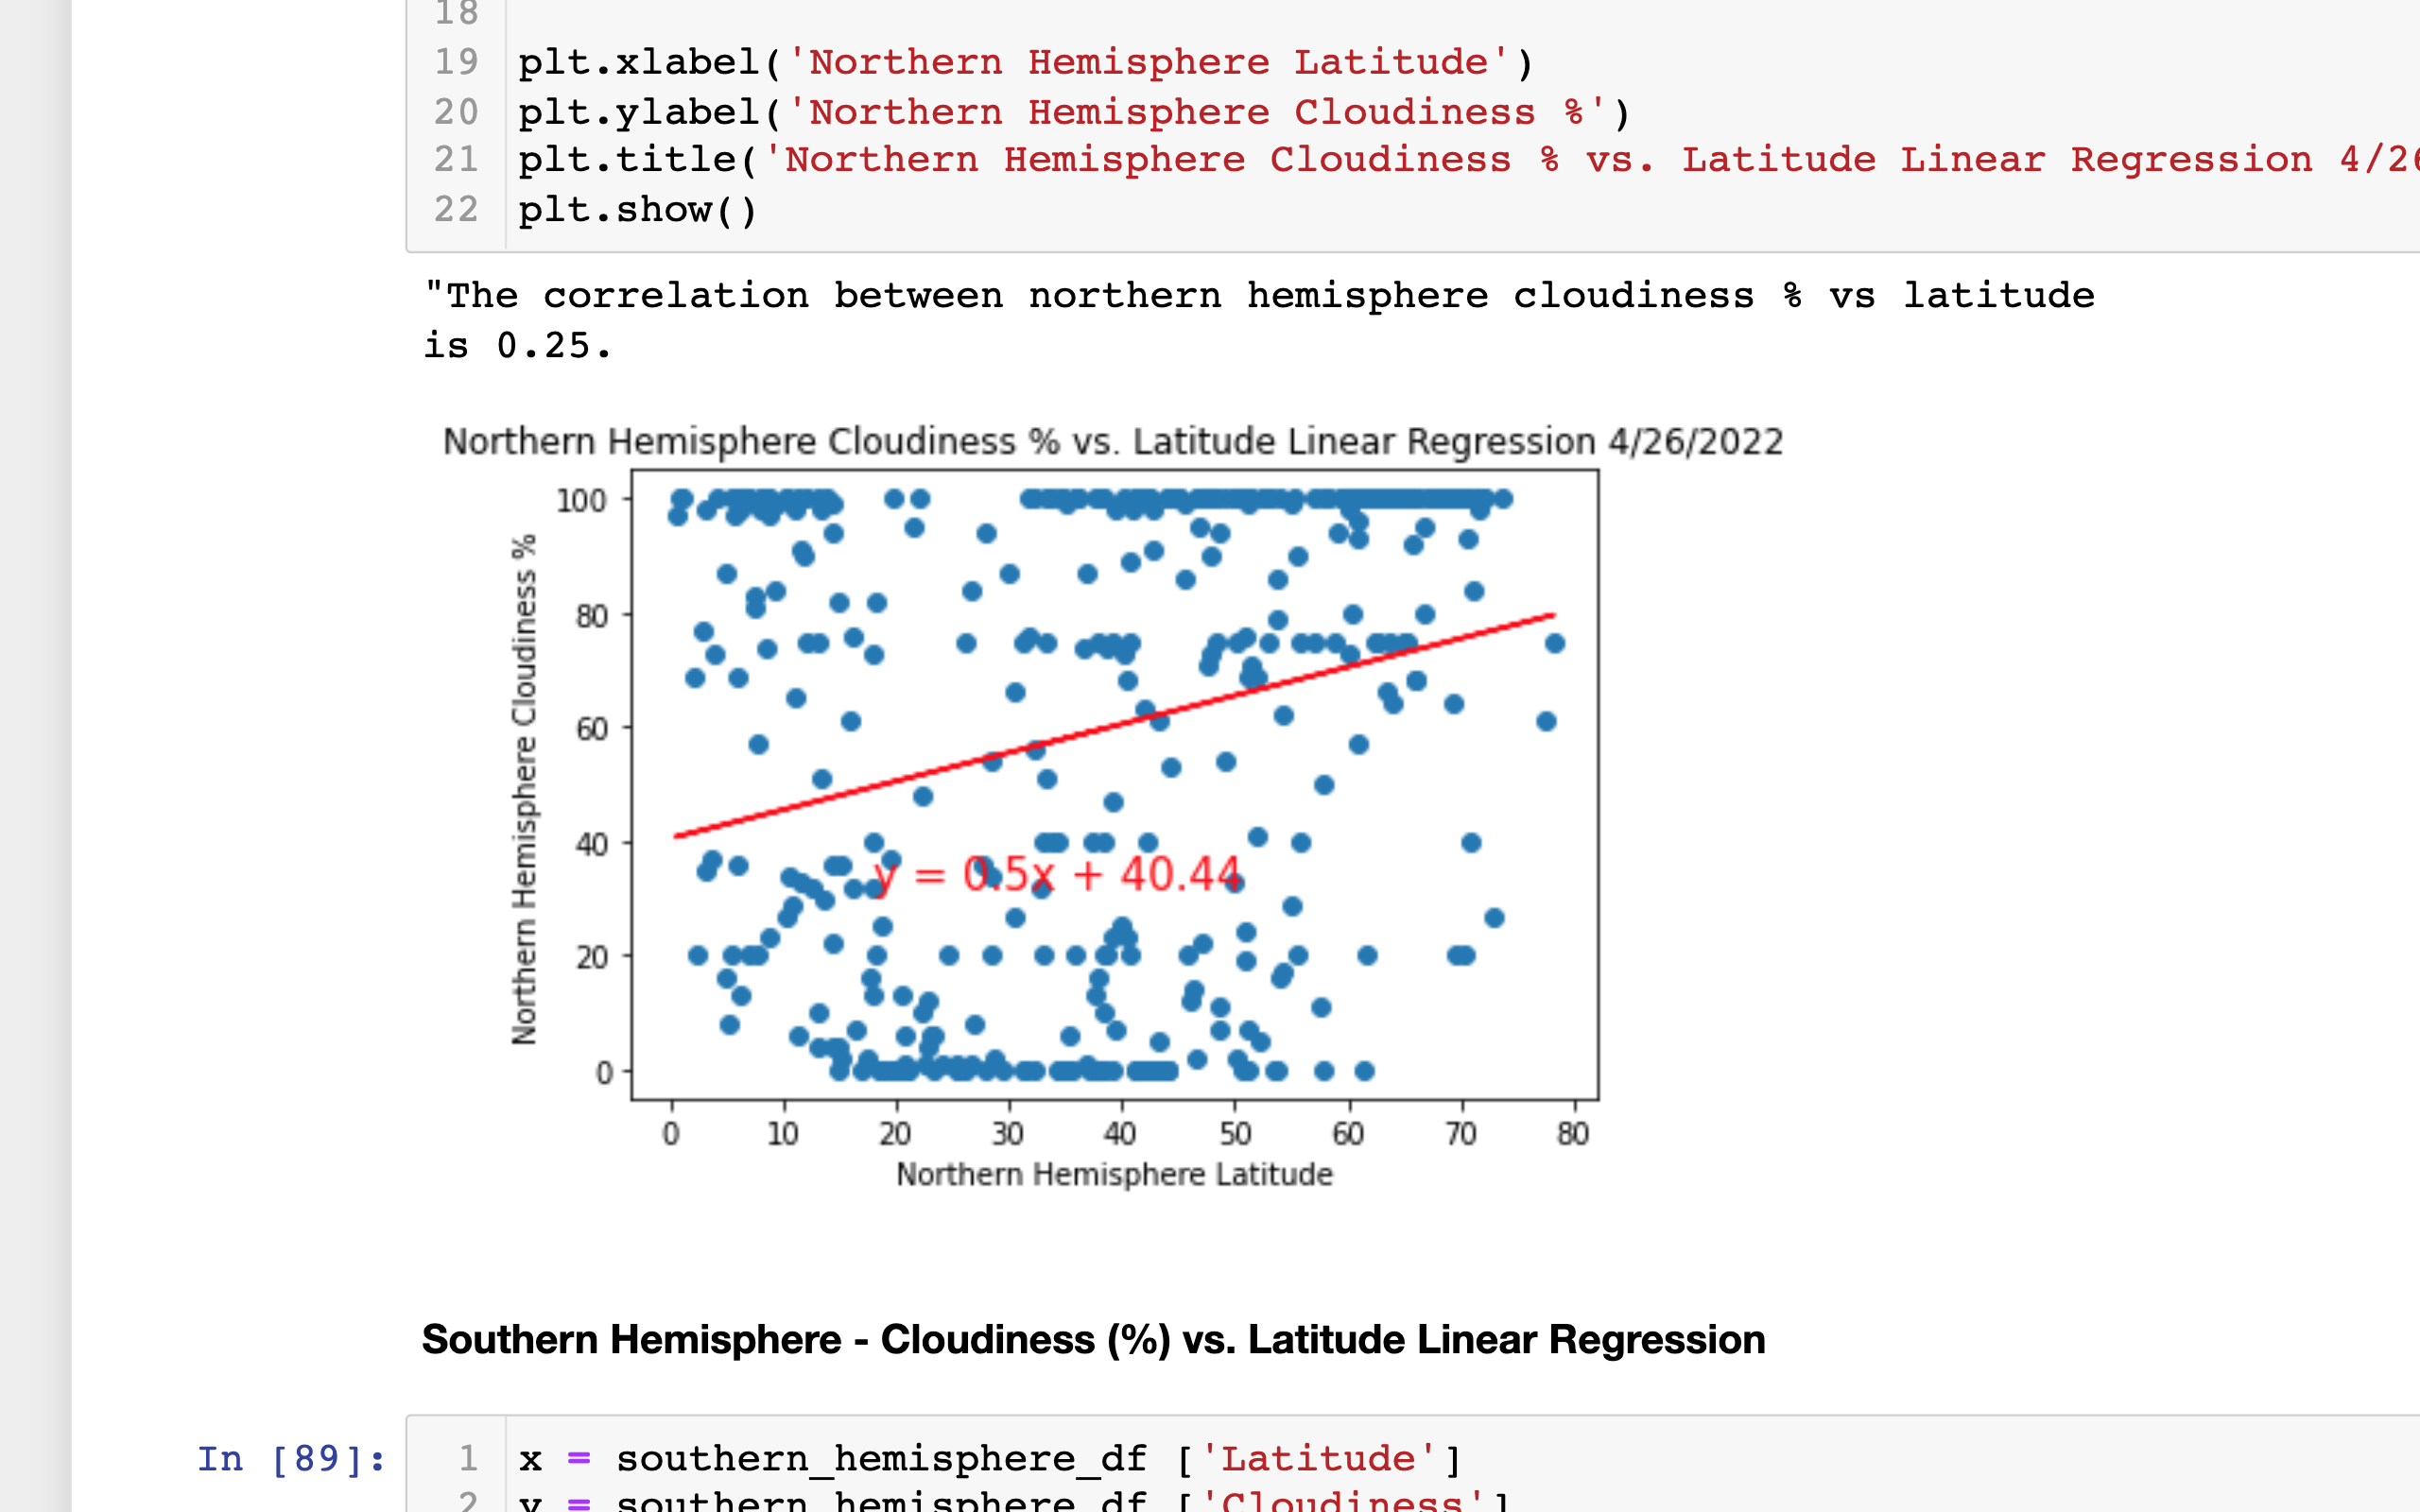 18
19 plt.xlabel('Northern Hemisphere Latitude')
20 plt.ylabel('Northern Hemisphere Cloudiness %')
21 plt.title('Northern Hemisphere Cloudiness % vs. Latitude Linear Regression 4/26
22 plt.show()
"The correlation between northern hemisphere cloudiness % vs latitude
is 0.25.
Northern Hemisphere Cloudiness % vs. Latitude Linear Regression 4/26/2022
Northern Hemisphere Cloudiness %
100
80
60
40
20
0
y = 0.5x + 40.44
0 10 20 30 40 50 60 70 80
Northern Hemisphere Latitude
Southern Hemisphere - Cloudiness (%) vs. Latitude Linear Regression
In [89]: 1 x = southern_hemisphere_df ['Latitude']
2 y = southern_hemisphere_df ['Cloudiness']